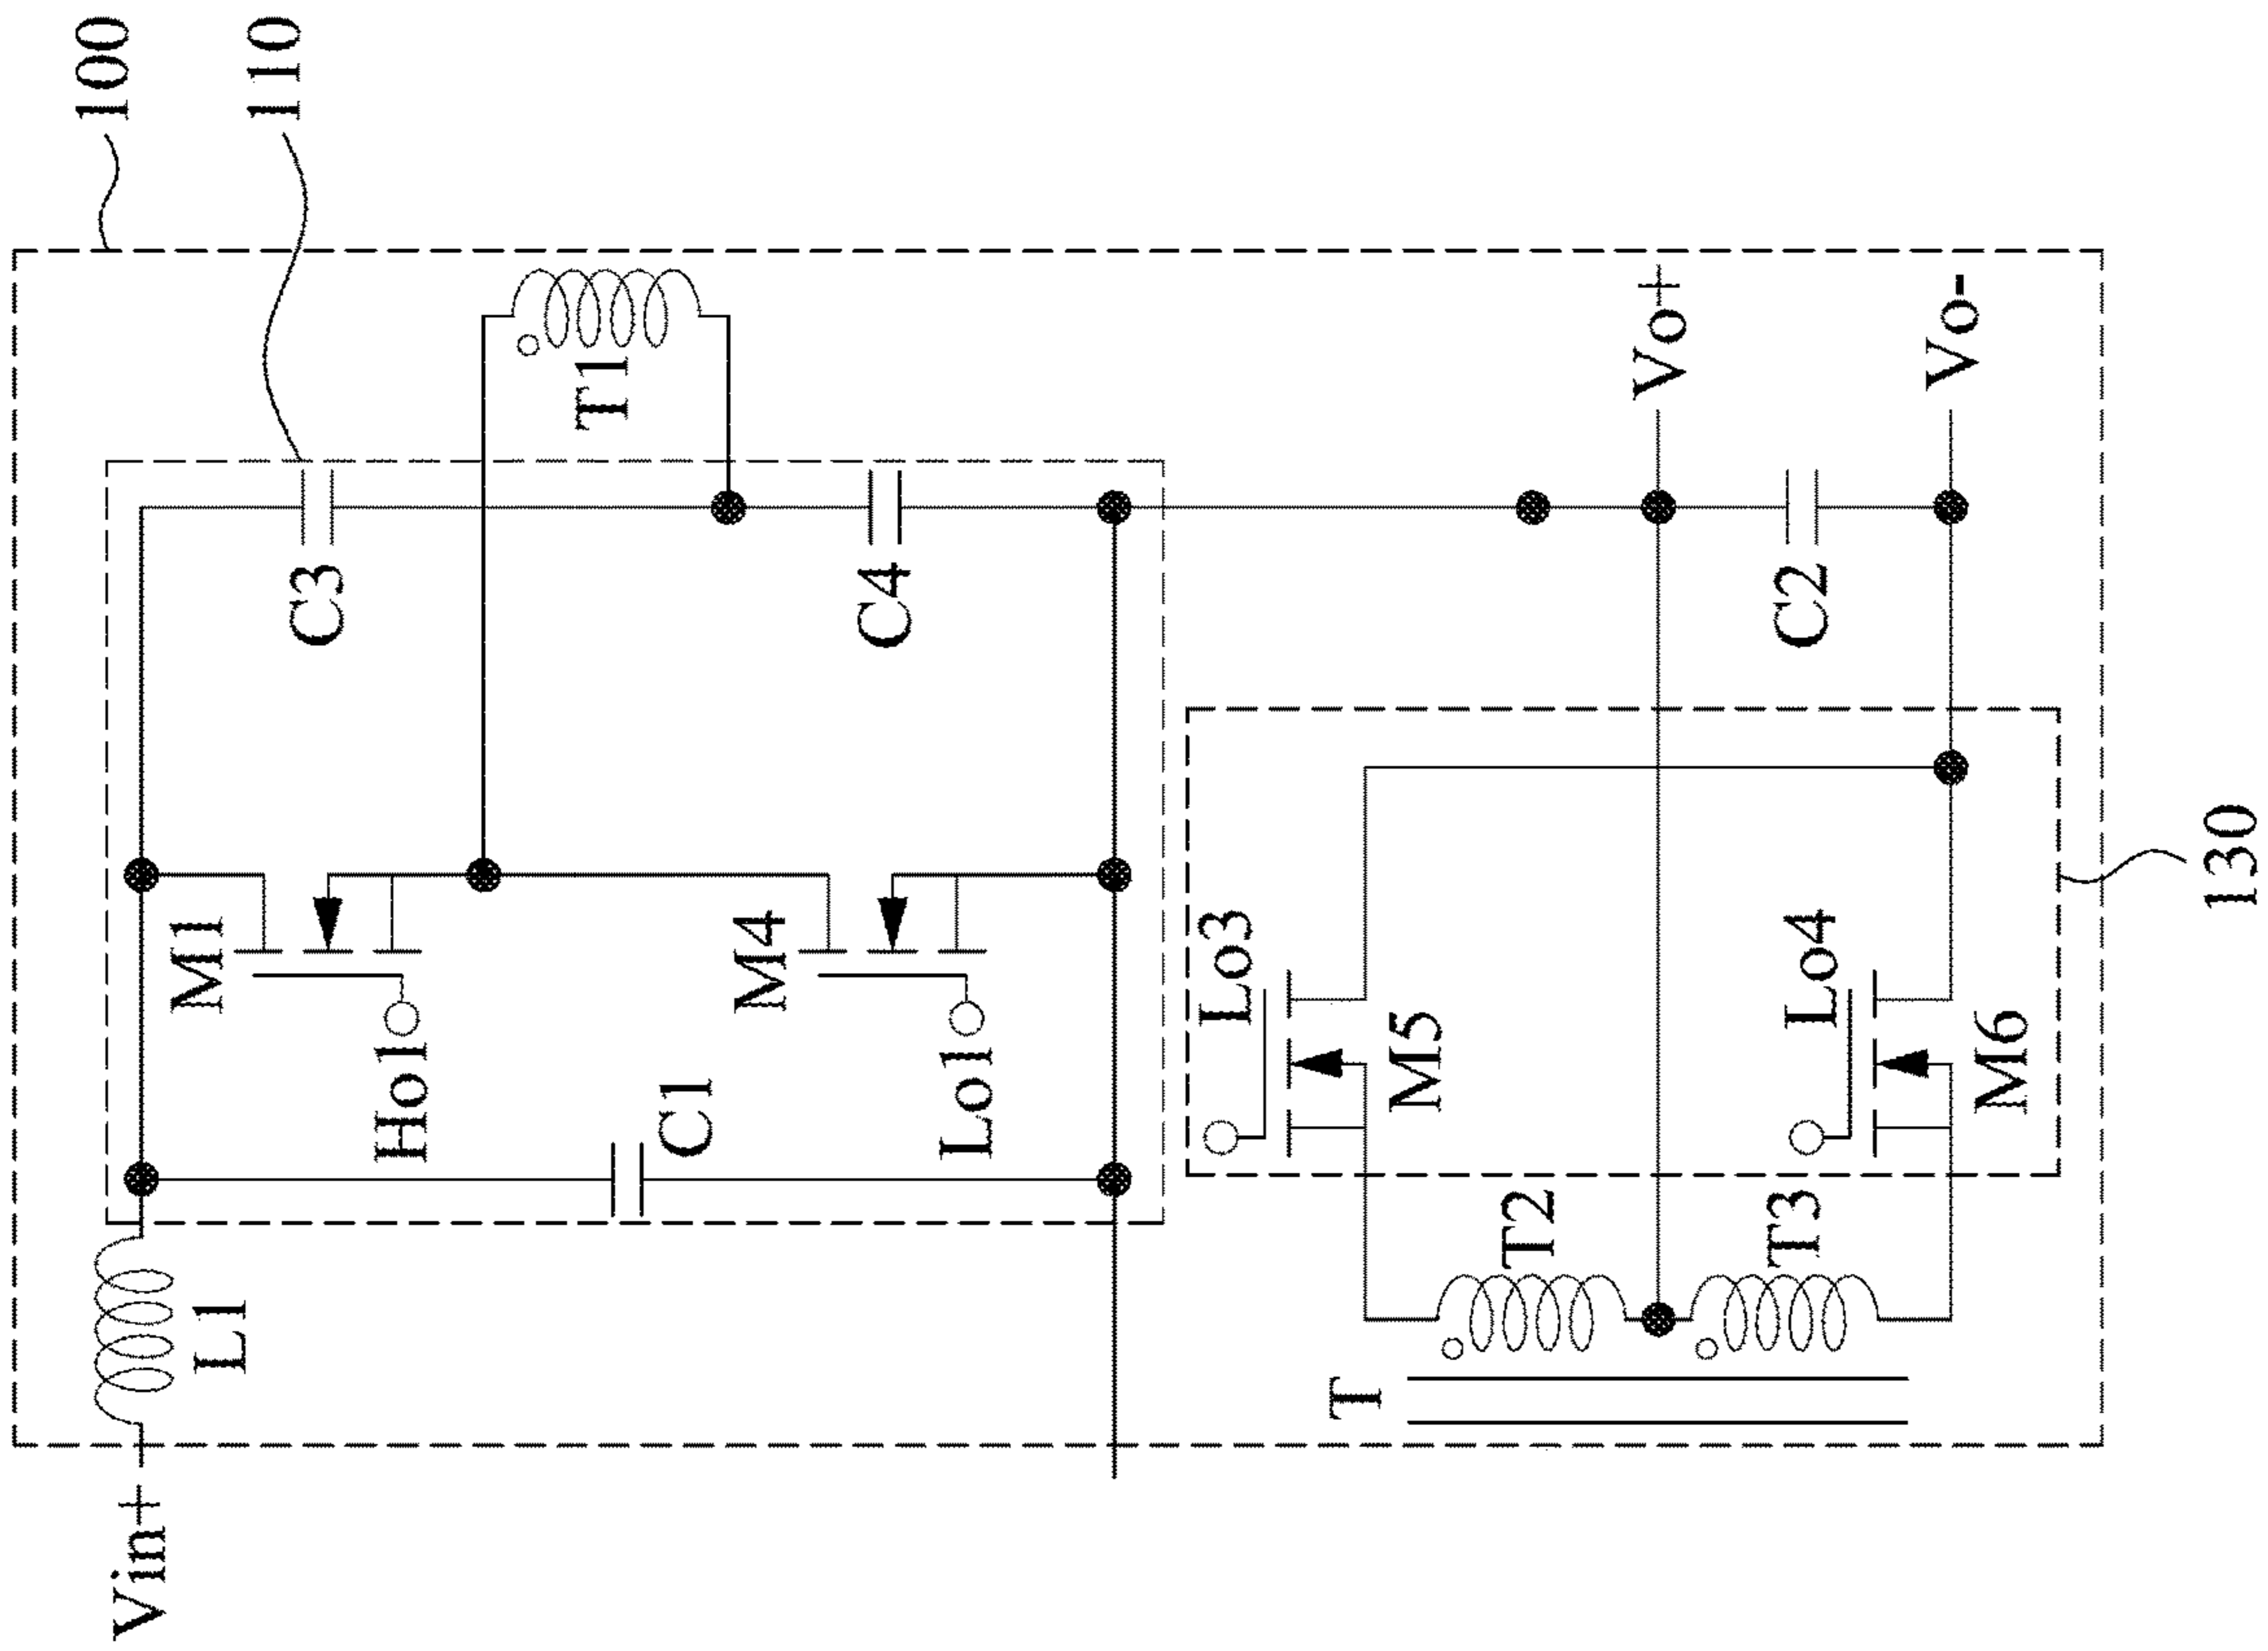 100
110
T1
Vo+
Vo-
C3
C4
C2
M1
M4
130
Lo3
Lo4
Ho1
C1
Lo1
M5
M6
L1
T2
T3
T
Vin+